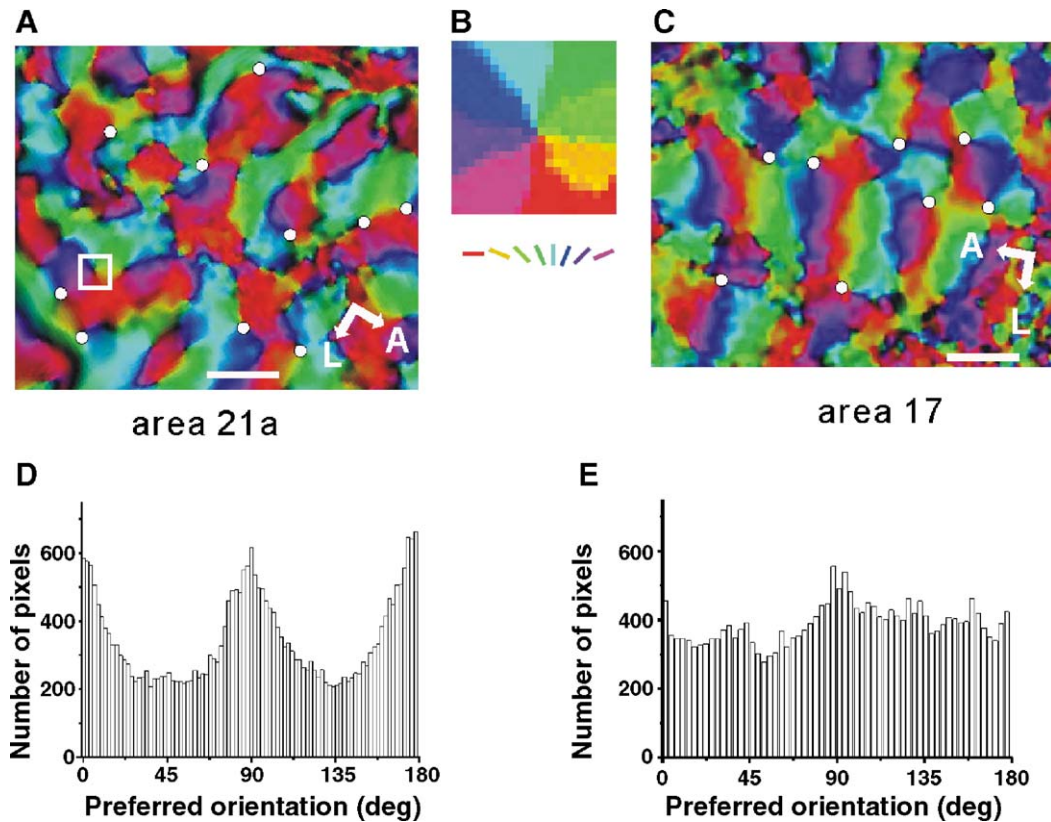 A
B
C
A
L
A
L
area 21a
area 17
D
E
Number of pixels
600
400
200
0
0 45 90 135 180
Preferred orientation (deg)
Number of pixels
600
400
200
0
0 45 90 135 180
Preferred orientation (deg)